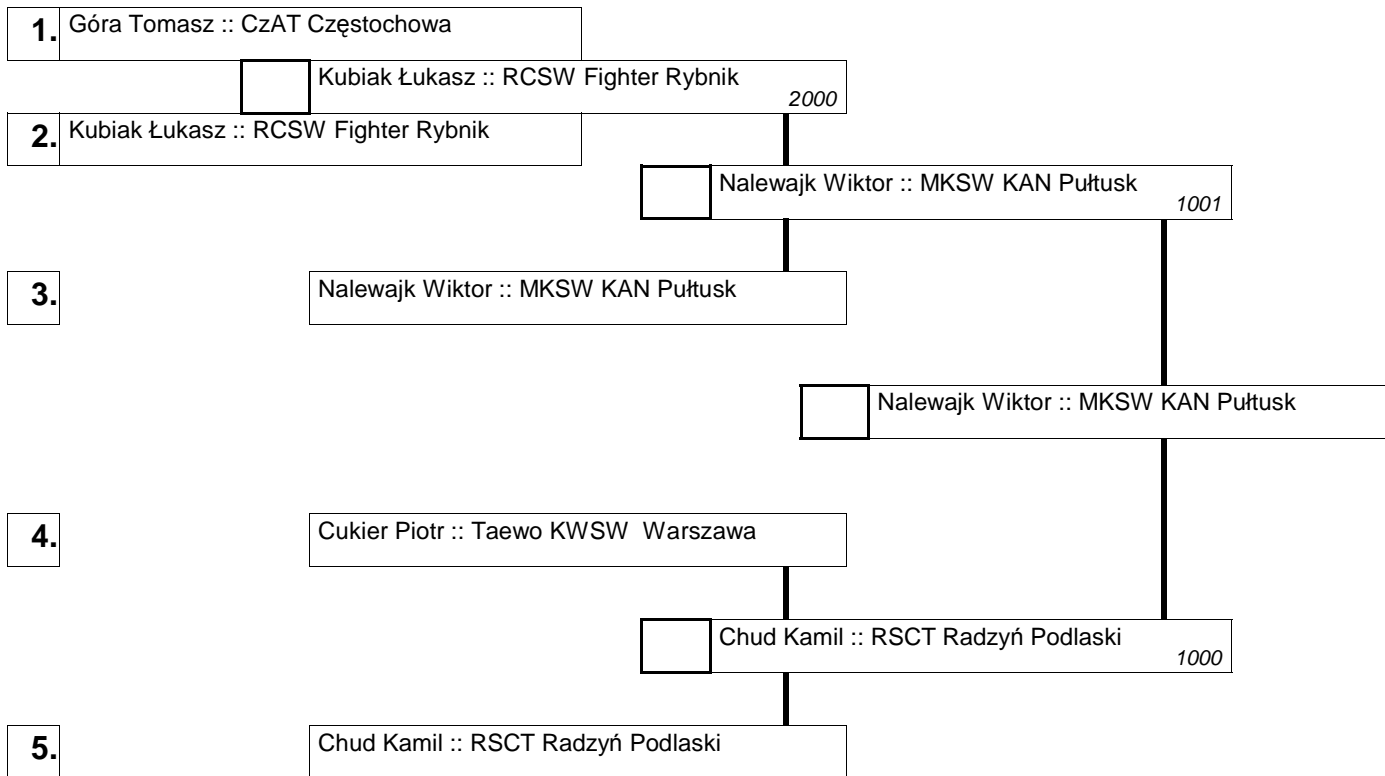 1. Góra Tomasz :: CzAT Częstochowa
Kubiak Łukasz :: RCSW Fighter Rybnik
2000
2. Kubiak Łukasz :: RCSW Fighter Rybnik
Nalewajk Wiktor :: MKSW KAN Pułtusk
1001
3. Nalewajk Wiktor :: MKSW KAN Pułtusk
Nalewajk Wiktor :: MKSW KAN Pułtusk
4. Cukier Piotr :: Taewo KWSW  Warszawa
Chud Kamil :: RSCT Radzyń Podlaski
1000
5. Chud Kamil :: RSCT Radzyń Podlaski